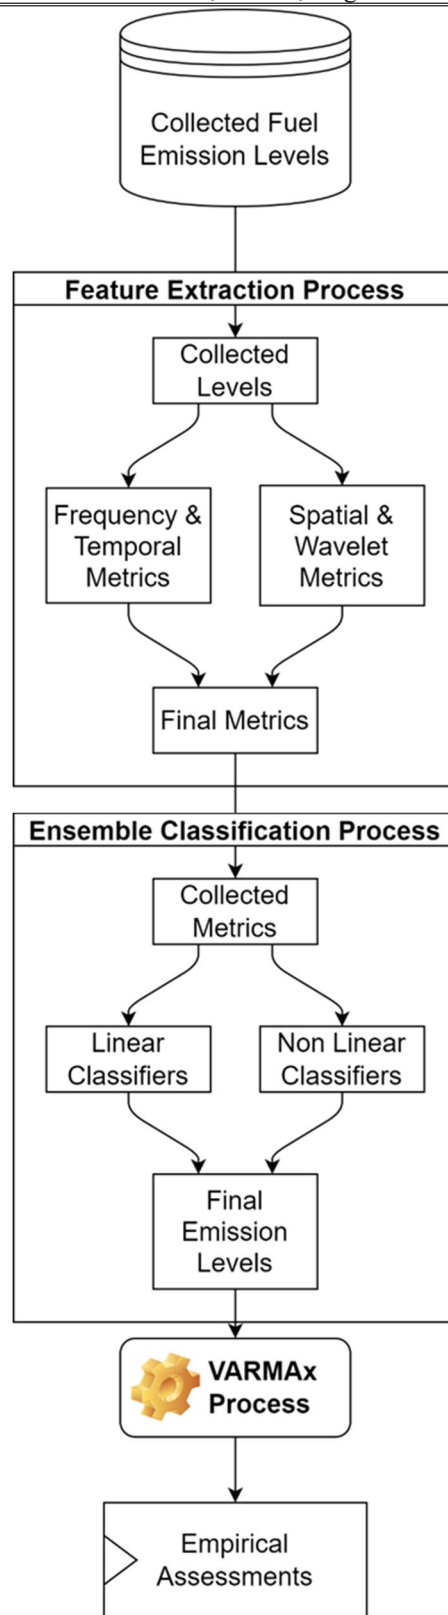 Collected Fuel
Emission Levels
Feature Extraction Process
Collected
Levels
Frequency &
Temporal
Metrics
Spatial &
Wavelet
Metrics
Final Metrics
Ensemble Classification Process
Collected
Metrics
Linear
Classifiers
Non Linear
Classifiers
Final
Emission
Levels
VARMAx
Process
Empirical
Assessments